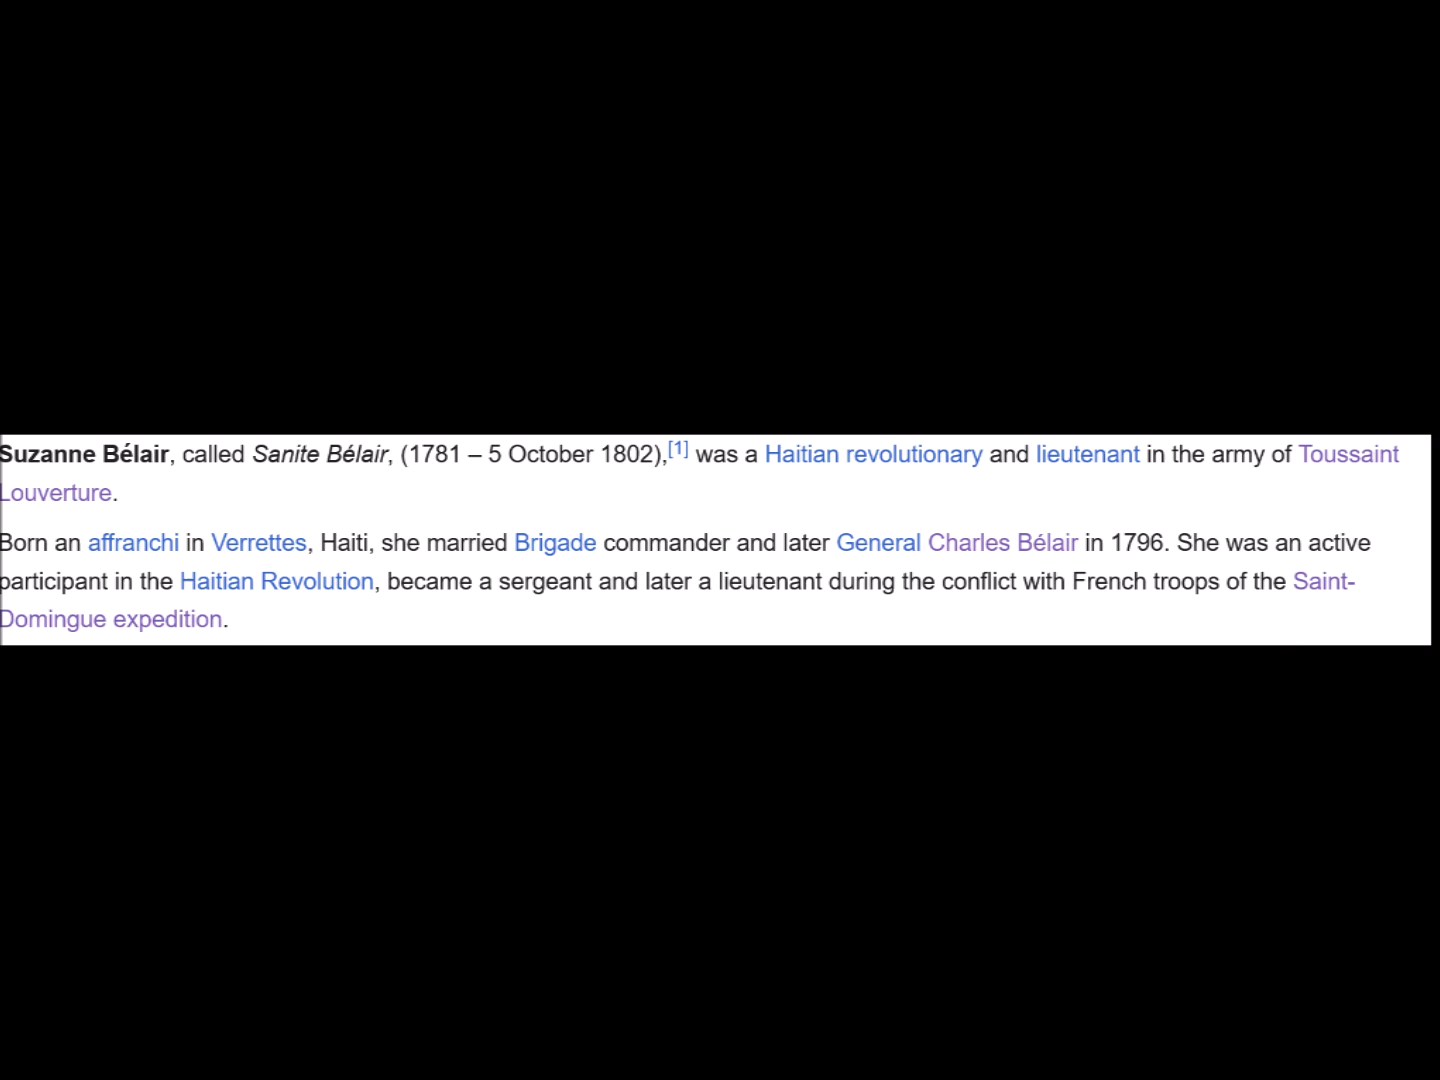 Suzanne Bélair, called Sanite Bélair, (1781 – 5 October 1802),[1] was a Haitian revolutionary and lieutenant in the army of Toussaint
Louverture.
Born an affranchi in Verrettes, Haiti, she married Brigade commander and later General Charles Bélair in 1796. She was an active
participant in the Haitian Revolution, became a sergeant and later a lieutenant during the conflict with French troops of the Saint-
Domingue expedition.